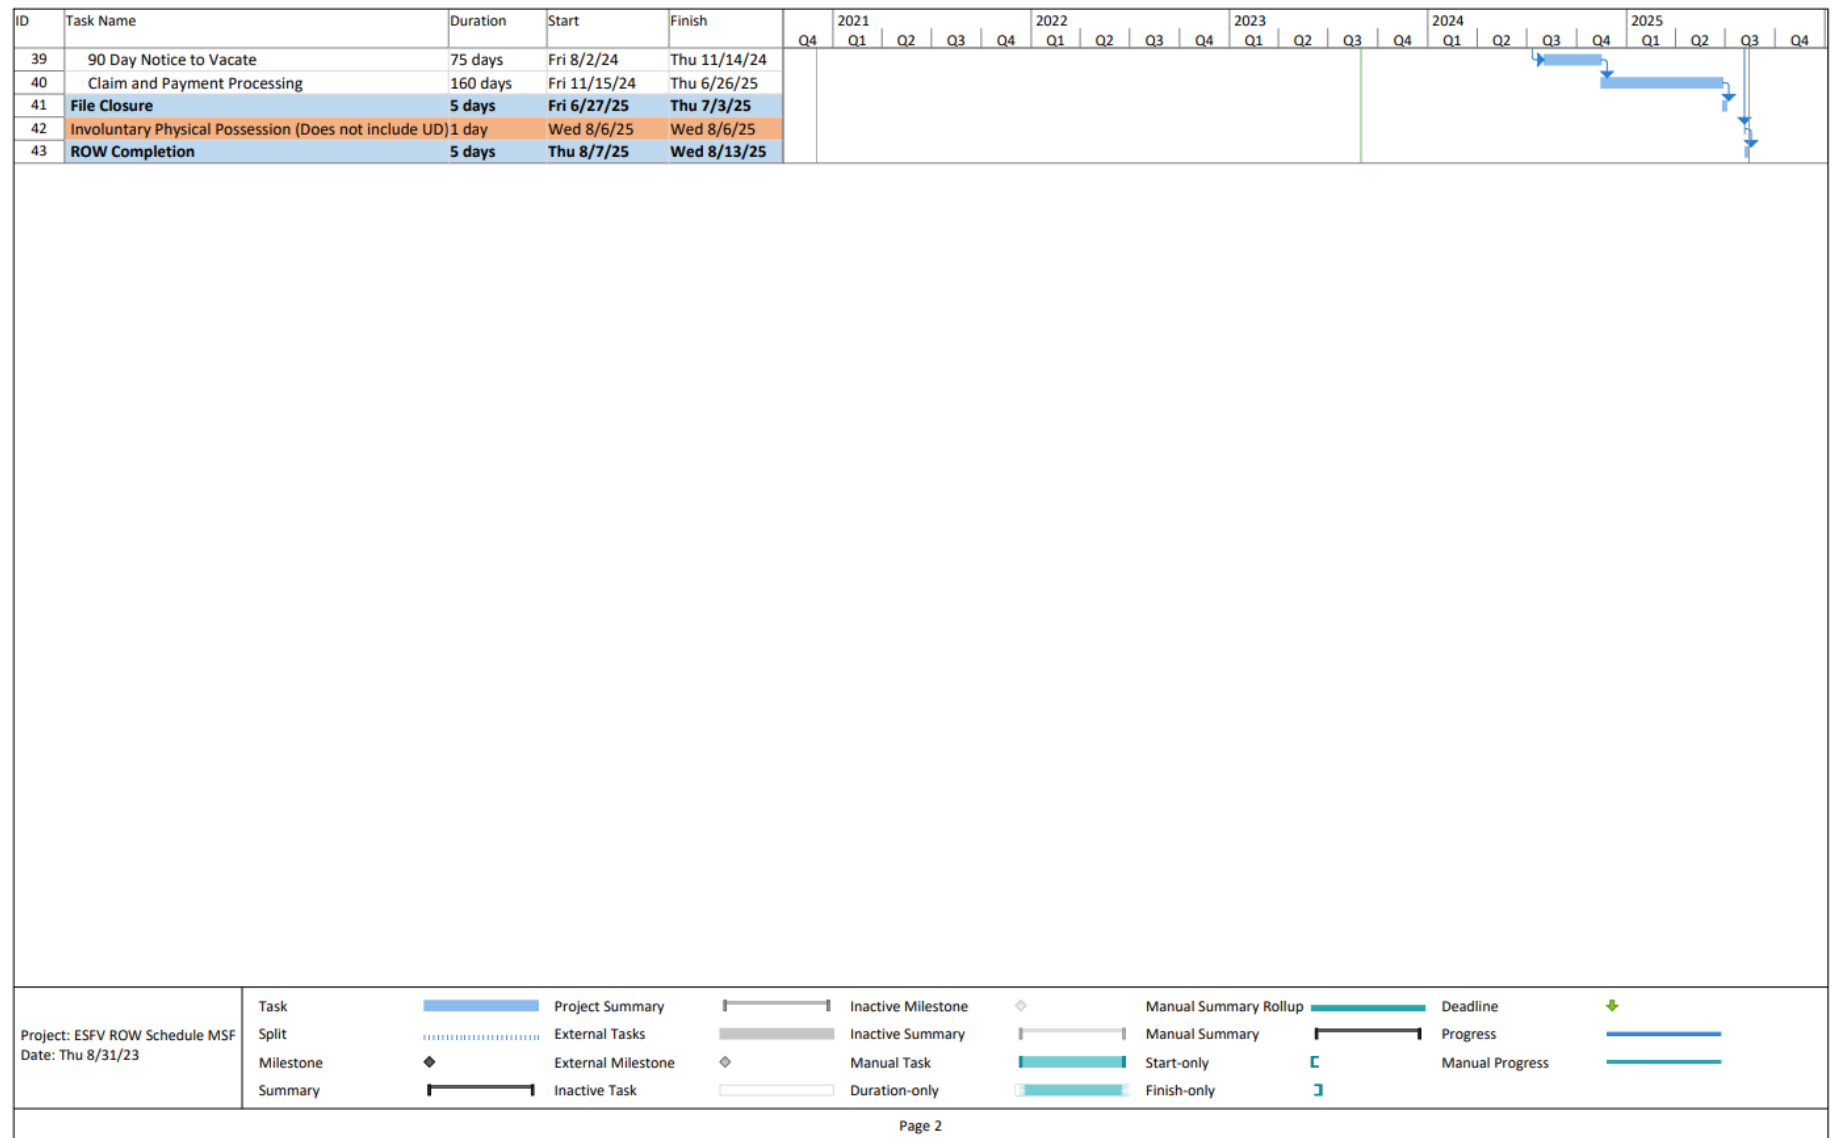 ID Task Name Duration Start Finish 2021 2022 2023 2024 2025
Q4 Q1 Q2 Q3 Q4 Q1 Q2 Q3 Q4 Q1 Q2 Q3 Q4 Q1 Q2 Q3 Q4 Q1 Q2 Q3 Q4
39 90 Day Notice to Vacate 75 days Fri 8/2/24 Thu 11/14/24
40 Claim and Payment Processing 160 days Fri 11/15/24 Thu 6/26/25
41 File Closure 5 days Fri 6/27/25 Thu 7/3/25
42 Involuntary Physical Possession (Does not include UD) 1 day Wed 8/6/25 Wed 8/6/25
43 ROW Completion 5 days Thu 8/7/25 Wed 8/13/25
Project: ESFV ROW Schedule MSF
Date: Thu 8/31/23
Task Project Summary Inactive Milestone Manual Summary Rollup Deadline
Split External Tasks Inactive Summary Manual Summary Progress
Milestone External Milestone Manual Task Start-only Manual Progress
Summary Inactive Task Duration-only Finish-only
Page 2